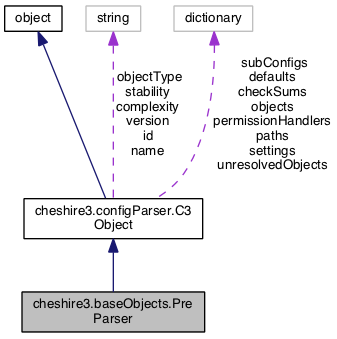 object
string
dictionary
objectType
stability
complexity
version
id
name
subConfigs
defaults
checkSums
objects
permissionHandlers
paths
settings
unresolvedObjects
cheshire3.configParser.C3
Object
cheshire3.baseObjects.Pre
Parser